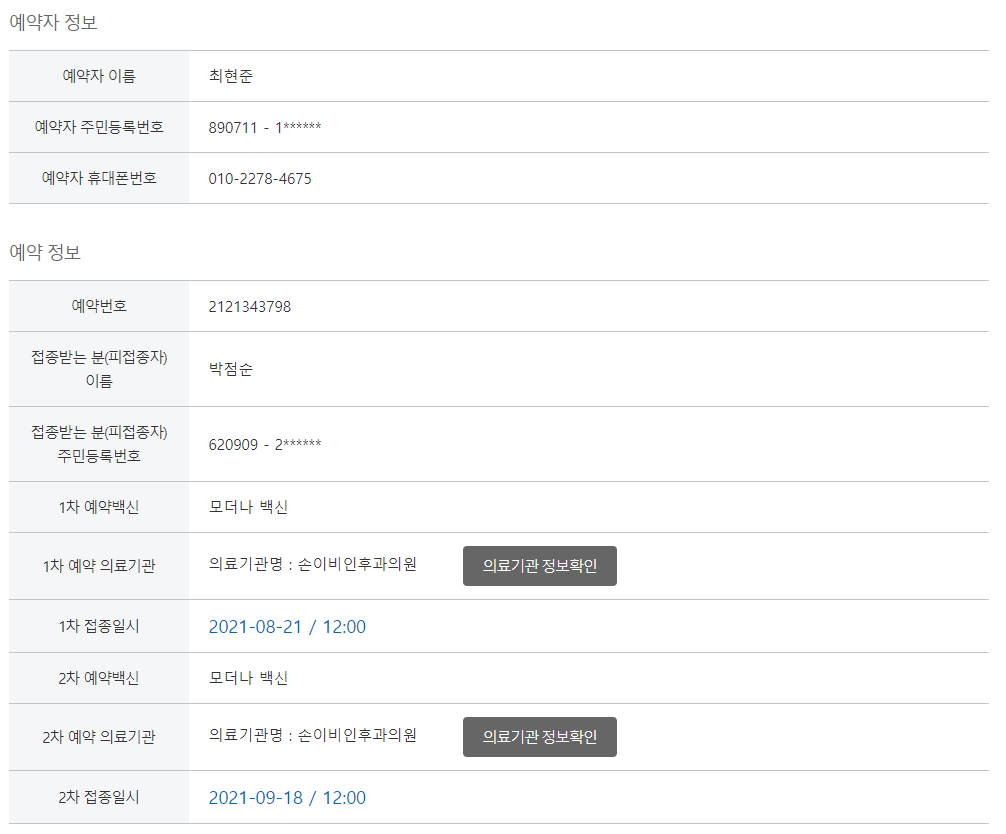 예약자 정보
예약자 이름 최현준
예약자 주민등록번호 890711 - 1******
예약자 휴대폰번호 010-2278-4675
예약 정보
예약번호 2121343798
접종받는 분(피접종자)
이름 박점순
접종받는 분(피접종자)
주민등록번호 620909 - 2******
1차 예약백신 모더나 백신
1차 예약 의료기관 의료기관명 : 손이비인후과의원 의료기관 정보확인
1차 접종일시 2021-08-21 / 12:00
2차 예약백신 모더나 백신
2차 예약 의료기관 의료기관명 : 손이비인후과의원 의료기관 정보확인
2차 접종일시 2021-09-18 / 12:00